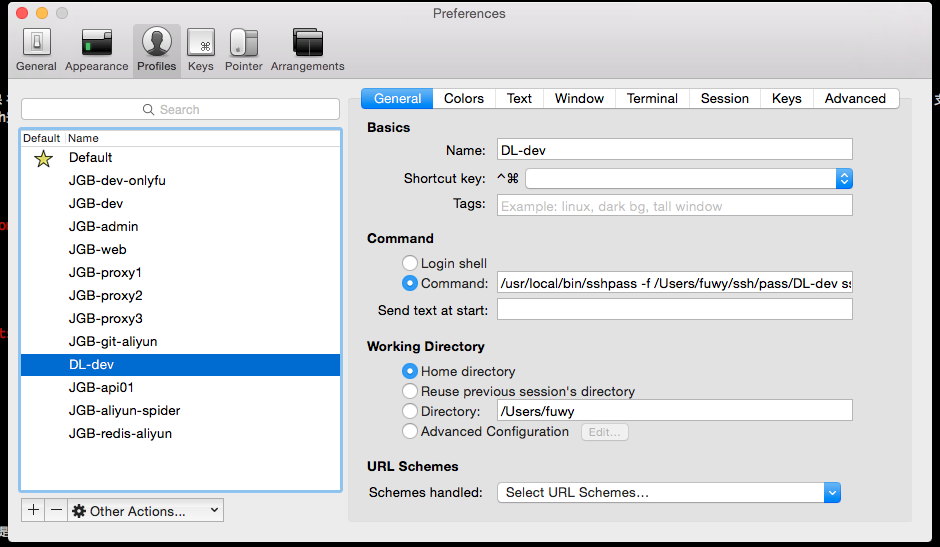 Preferences
General Appearance Profiles Keys Pointer Arrangements
Search
Default Name
Default
JGB-dev-onlyfu
JGB-dev
JGB-admin
JGB-web
JGB-proxy1
JGB-proxy2
JGB-proxy3
JGB-git-aliyun
DL-dev
JGB-api01
JGB-aliyun-spider
JGB-redis-aliyun
+ − Other Actions...
General Colors Text Window Terminal Session Keys Advanced
Basics
Name: DL-dev
Shortcut key: ^⌘
Tags: Example: linux, dark bg, tall window
Command
Login shell
Command: /usr/local/bin/sshpass -f /Users/fuwy/ssh/pass/DL-dev
Send text at start:
Working Directory
Home directory
Reuse previous session's directory
Directory: /Users/fuwy
Advanced Configuration Edit...
URL Schemes
Schemes handled: Select URL Schemes...